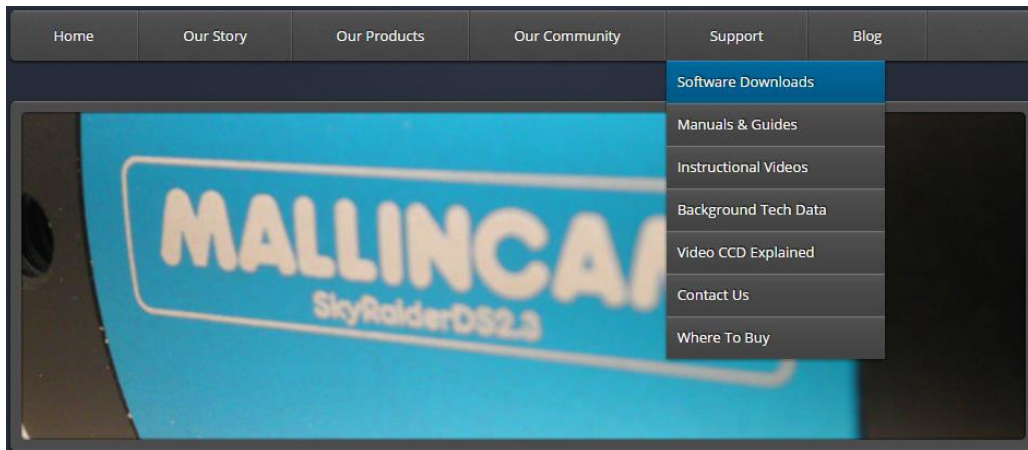 Home Our Story Our Products Our Community Support Blog
Software Downloads
Manuals & Guides
Instructional Videos
Background Tech Data
Video CCD Explained
Contact Us
Where To Buy
SkyRaiderDS2.3